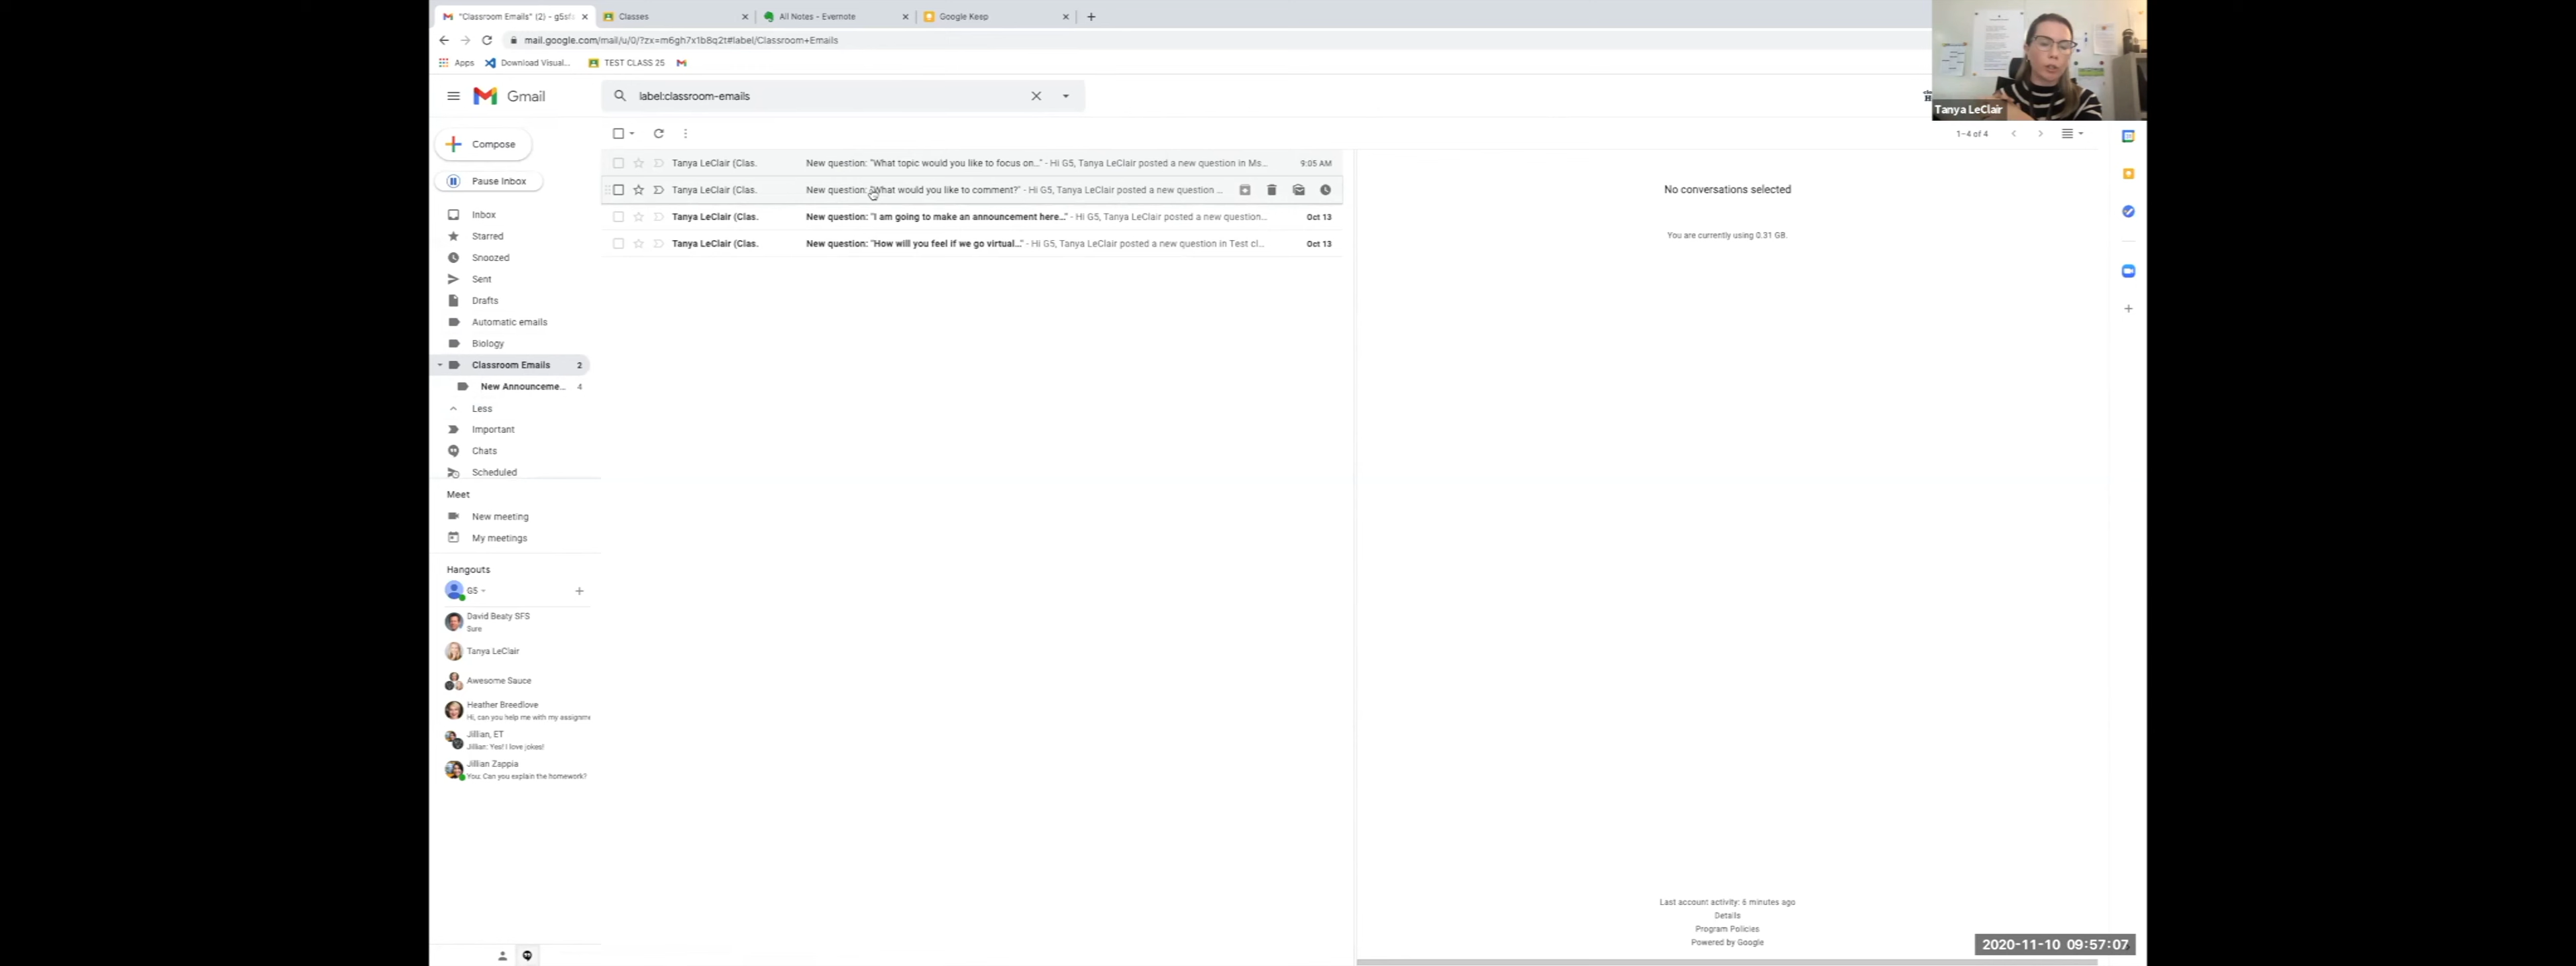 "Classroom Emails" (2) - g5sf
Classes
All Notes - Evernote
Google Keep
mail.google.com/mail/u/0/?zx=m6gh7x1b8q2t#label/Classroom+Emails
Apps
Download Visual...
TEST CLASS 25
Gmail
label:classroom-emails
Tanya LeClair
1-4 of 4
Compose
Pause Inbox
Inbox
Starred
Snoozed
Sent
Drafts
Automatic emails
Biology
Classroom Emails 2
New Announceme... 4
Less
Important
Chats
Scheduled
Meet
New meeting
My meetings
Hangouts
G5
David Beaty SFS
Sure
Tanya LeClair
Awesome Sauce
Heather Breedlove
Hi, can you help me with my assignme
Jillian, ET
Jillian: Yes! I love jokes!
Jillian Zappia
You: Can you explain the homework?
Tanya LeClair (Clas. New question: "What topic would you like to focus on..." - Hi G5, Tanya LeClair posted a new question in Ms... 9:05 AM
Tanya LeClair (Clas. New question: "What would you like to comment?" - Hi G5, Tanya LeClair posted a new question ...
Tanya LeClair (Clas. New question: "I am going to make an announcement here..." - Hi G5, Tanya LeClair posted a new question... Oct 13
Tanya LeClair (Clas. New question: "How will you feel if we go virtual..." - Hi G5, Tanya LeClair posted a new question in Test cl... Oct 13
No conversations selected
You are currently using 0.31 GB.
Last account activity: 6 minutes ago
Details
Program Policies
Powered by Google
2020-11-10 09:57:07